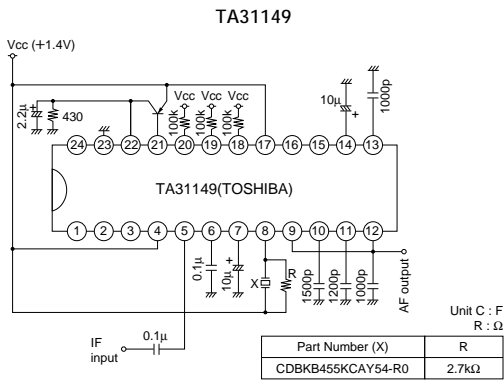 TA31149
Vcc (+1.4V)
2.2μ
+
430
Vcc
Vcc
Vcc
100k
100k
100k
10μ
+
1000p
24
23
22
21
20
19
18
17
16
15
14
13
TA31149(TOSHIBA)
1
2
3
4
5
6
7
8
9
10
11
12
0.1μ
10μ
+
X
R
1500p
1200p
1000p
AF output
IF
input
0.1μ
Unit C : F
R : Ω
Part Number (X) R
CDBKB455KCAY54-R0 2.7kΩ